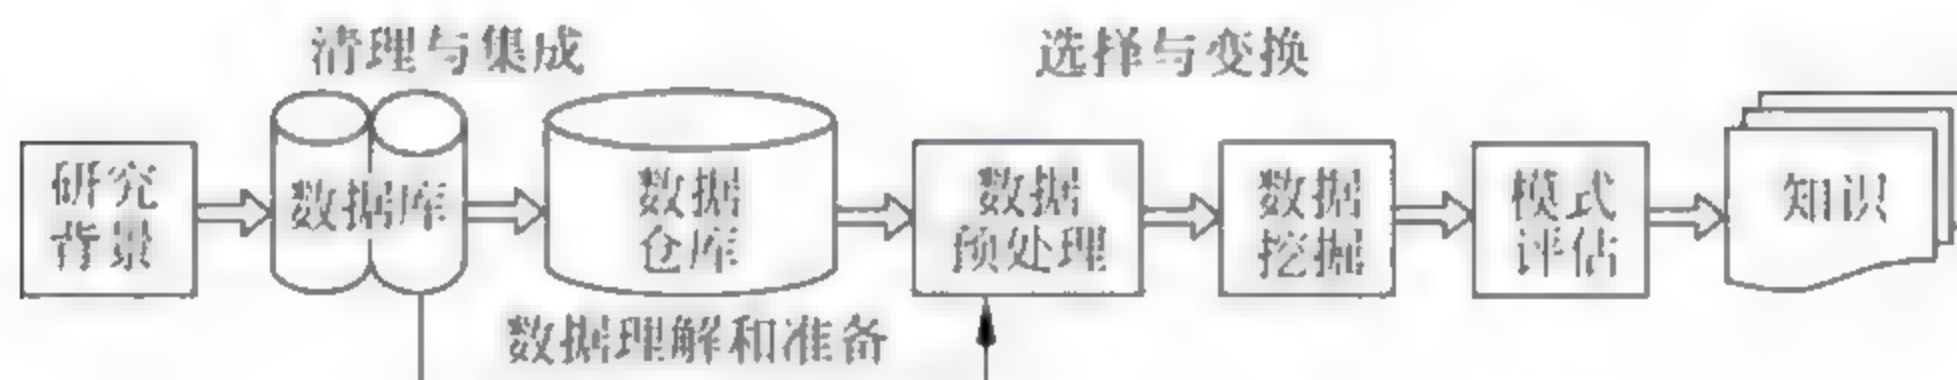 清理与集成
选择与变换
研究
背景
数据库
数据
仓库
数据
预处理
数据
挖掘
模式
评估
知识
数据理解和准备